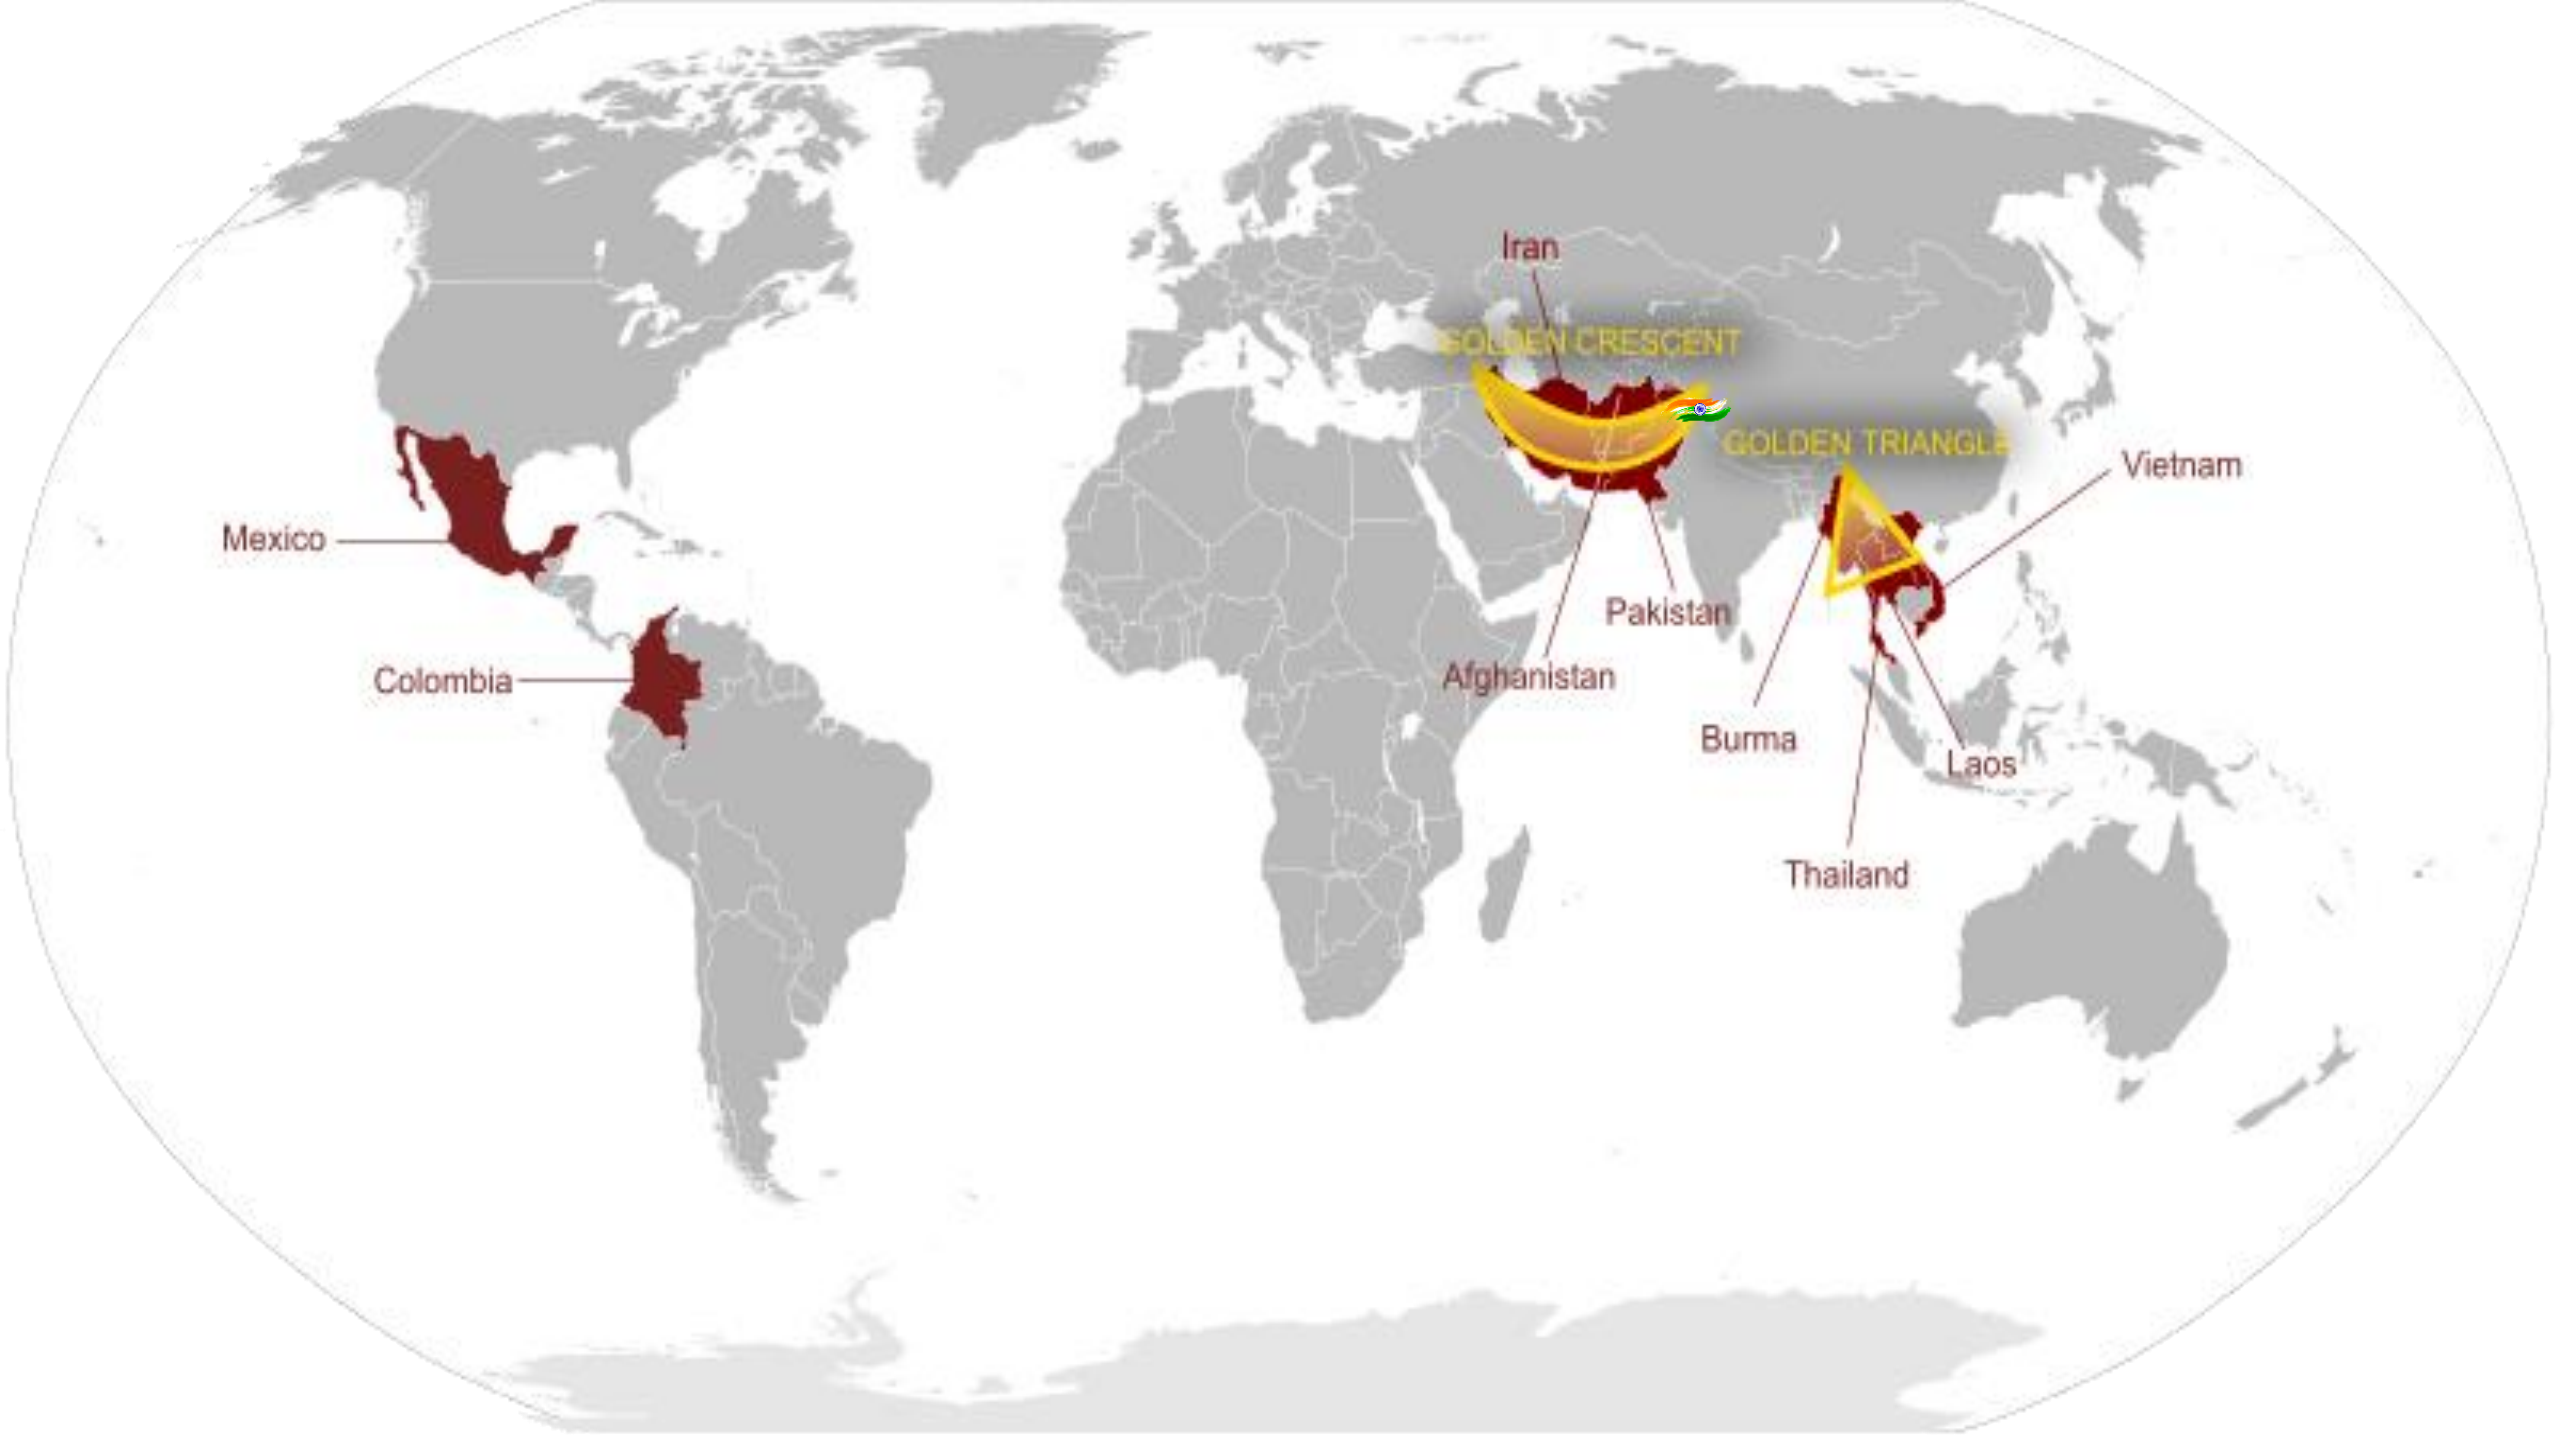 Iran
GOLDEN CRESCENT
GOLDEN TRIANGLE
Vietnam
Mexico
Pakistan
Colombia
Afghanistan
Burma
Laos
Thailand